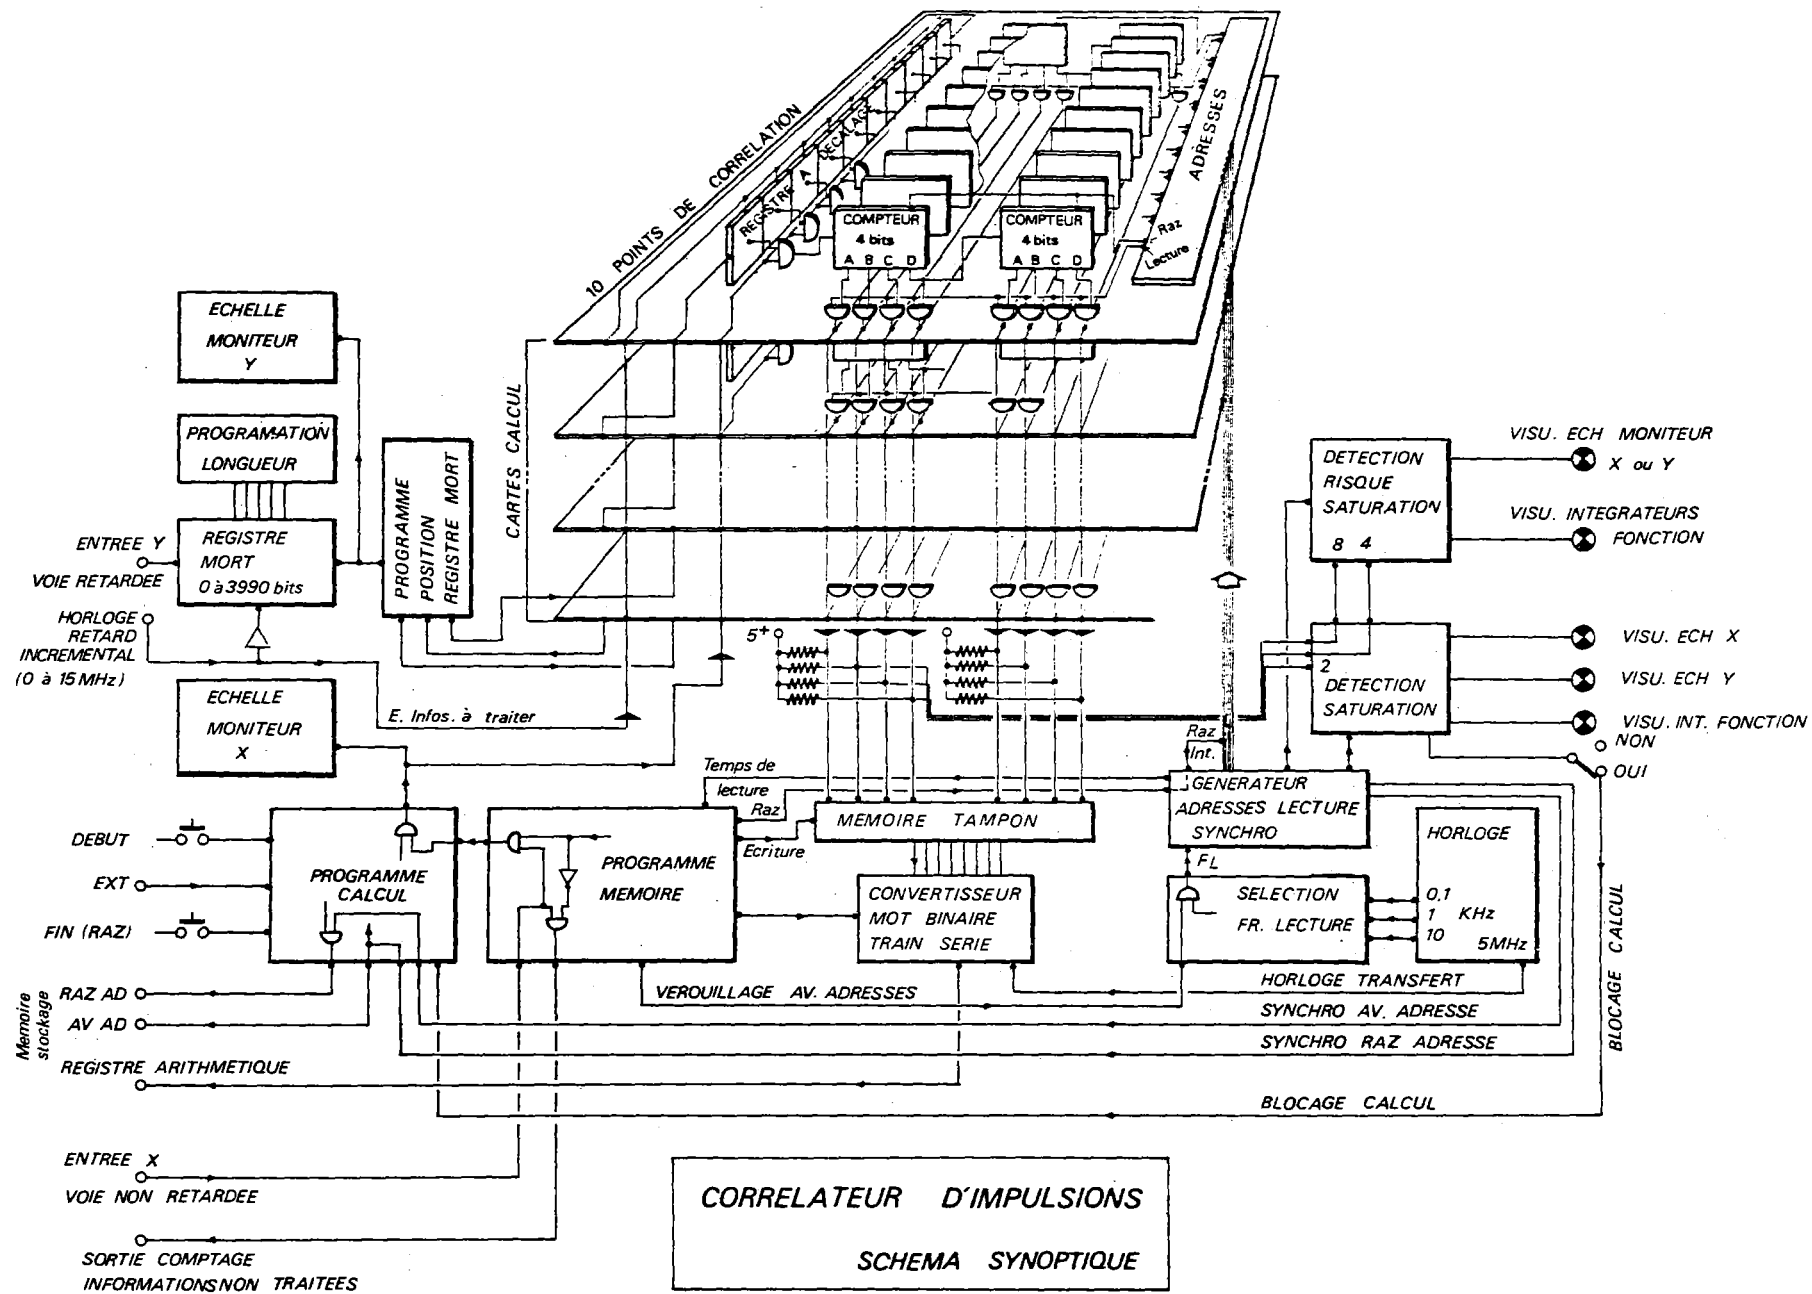 10 POINTS DE CORRELATION
REGISTRE A DECALAGE
COMPTEUR
4 bits
A B C D
COMPTEUR
4 bits
A B C D
ADRESSES
Raz
Lecture
CARTES CALCUL
ECHELLE
MONITEUR
Y
PROGRAMATION
LONGUEUR
ENTREE Y
VOIE RETARDEE
REGISTRE
MORT
0 à 3990 bits
PROGRAMME
POSITION
REGISTRE MORT
HORLOGE
RETARD
INCREMENTAL
(0 à 15 MHz)
ECHELLE
MONITEUR
X
E. Infos. à traiter
5+
DETECTION
RISQUE
SATURATION
8 4
VISU. ECH MONITEUR
X ou Y
VISU. INTEGRATEURS
FONCTION
2
DETECTION
SATURATION
VISU. ECH X
VISU. ECH Y
VISU. INT. FONCTION
NON
OUI
Raz
Int.
Temps de
lecture
Raz
Ecriture
DEBUT
EXT
FIN (RAZ)
PROGRAMME
CALCUL
PROGRAMME
MEMOIRE
MEMOIRE TAMPON
CONVERTISSEUR
MOT BINAIRE
TRAIN SERIE
GENERATEUR
ADRESSES LECTURE
SYNCHRO
FL
SELECTION
FR. LECTURE
HORLOGE
0,1
1 KHz
10
5MHz
BLOCAGE CALCUL
Memoire
stockage
RAZ AD
AV AD
REGISTRE ARITHMETIQUE
VEROUILLAGE AV. ADRESSES
HORLOGE TRANSFERT
SYNCHRO AV. ADRESSE
SYNCHRO RAZ ADRESSE
BLOCAGE CALCUL
ENTREE X
VOIE NON RETARDEE
SORTIE COMPTAGE
INFORMATIONS NON TRAITEES
CORRELATEUR D'IMPULSIONS
SCHEMA SYNOPTIQUE